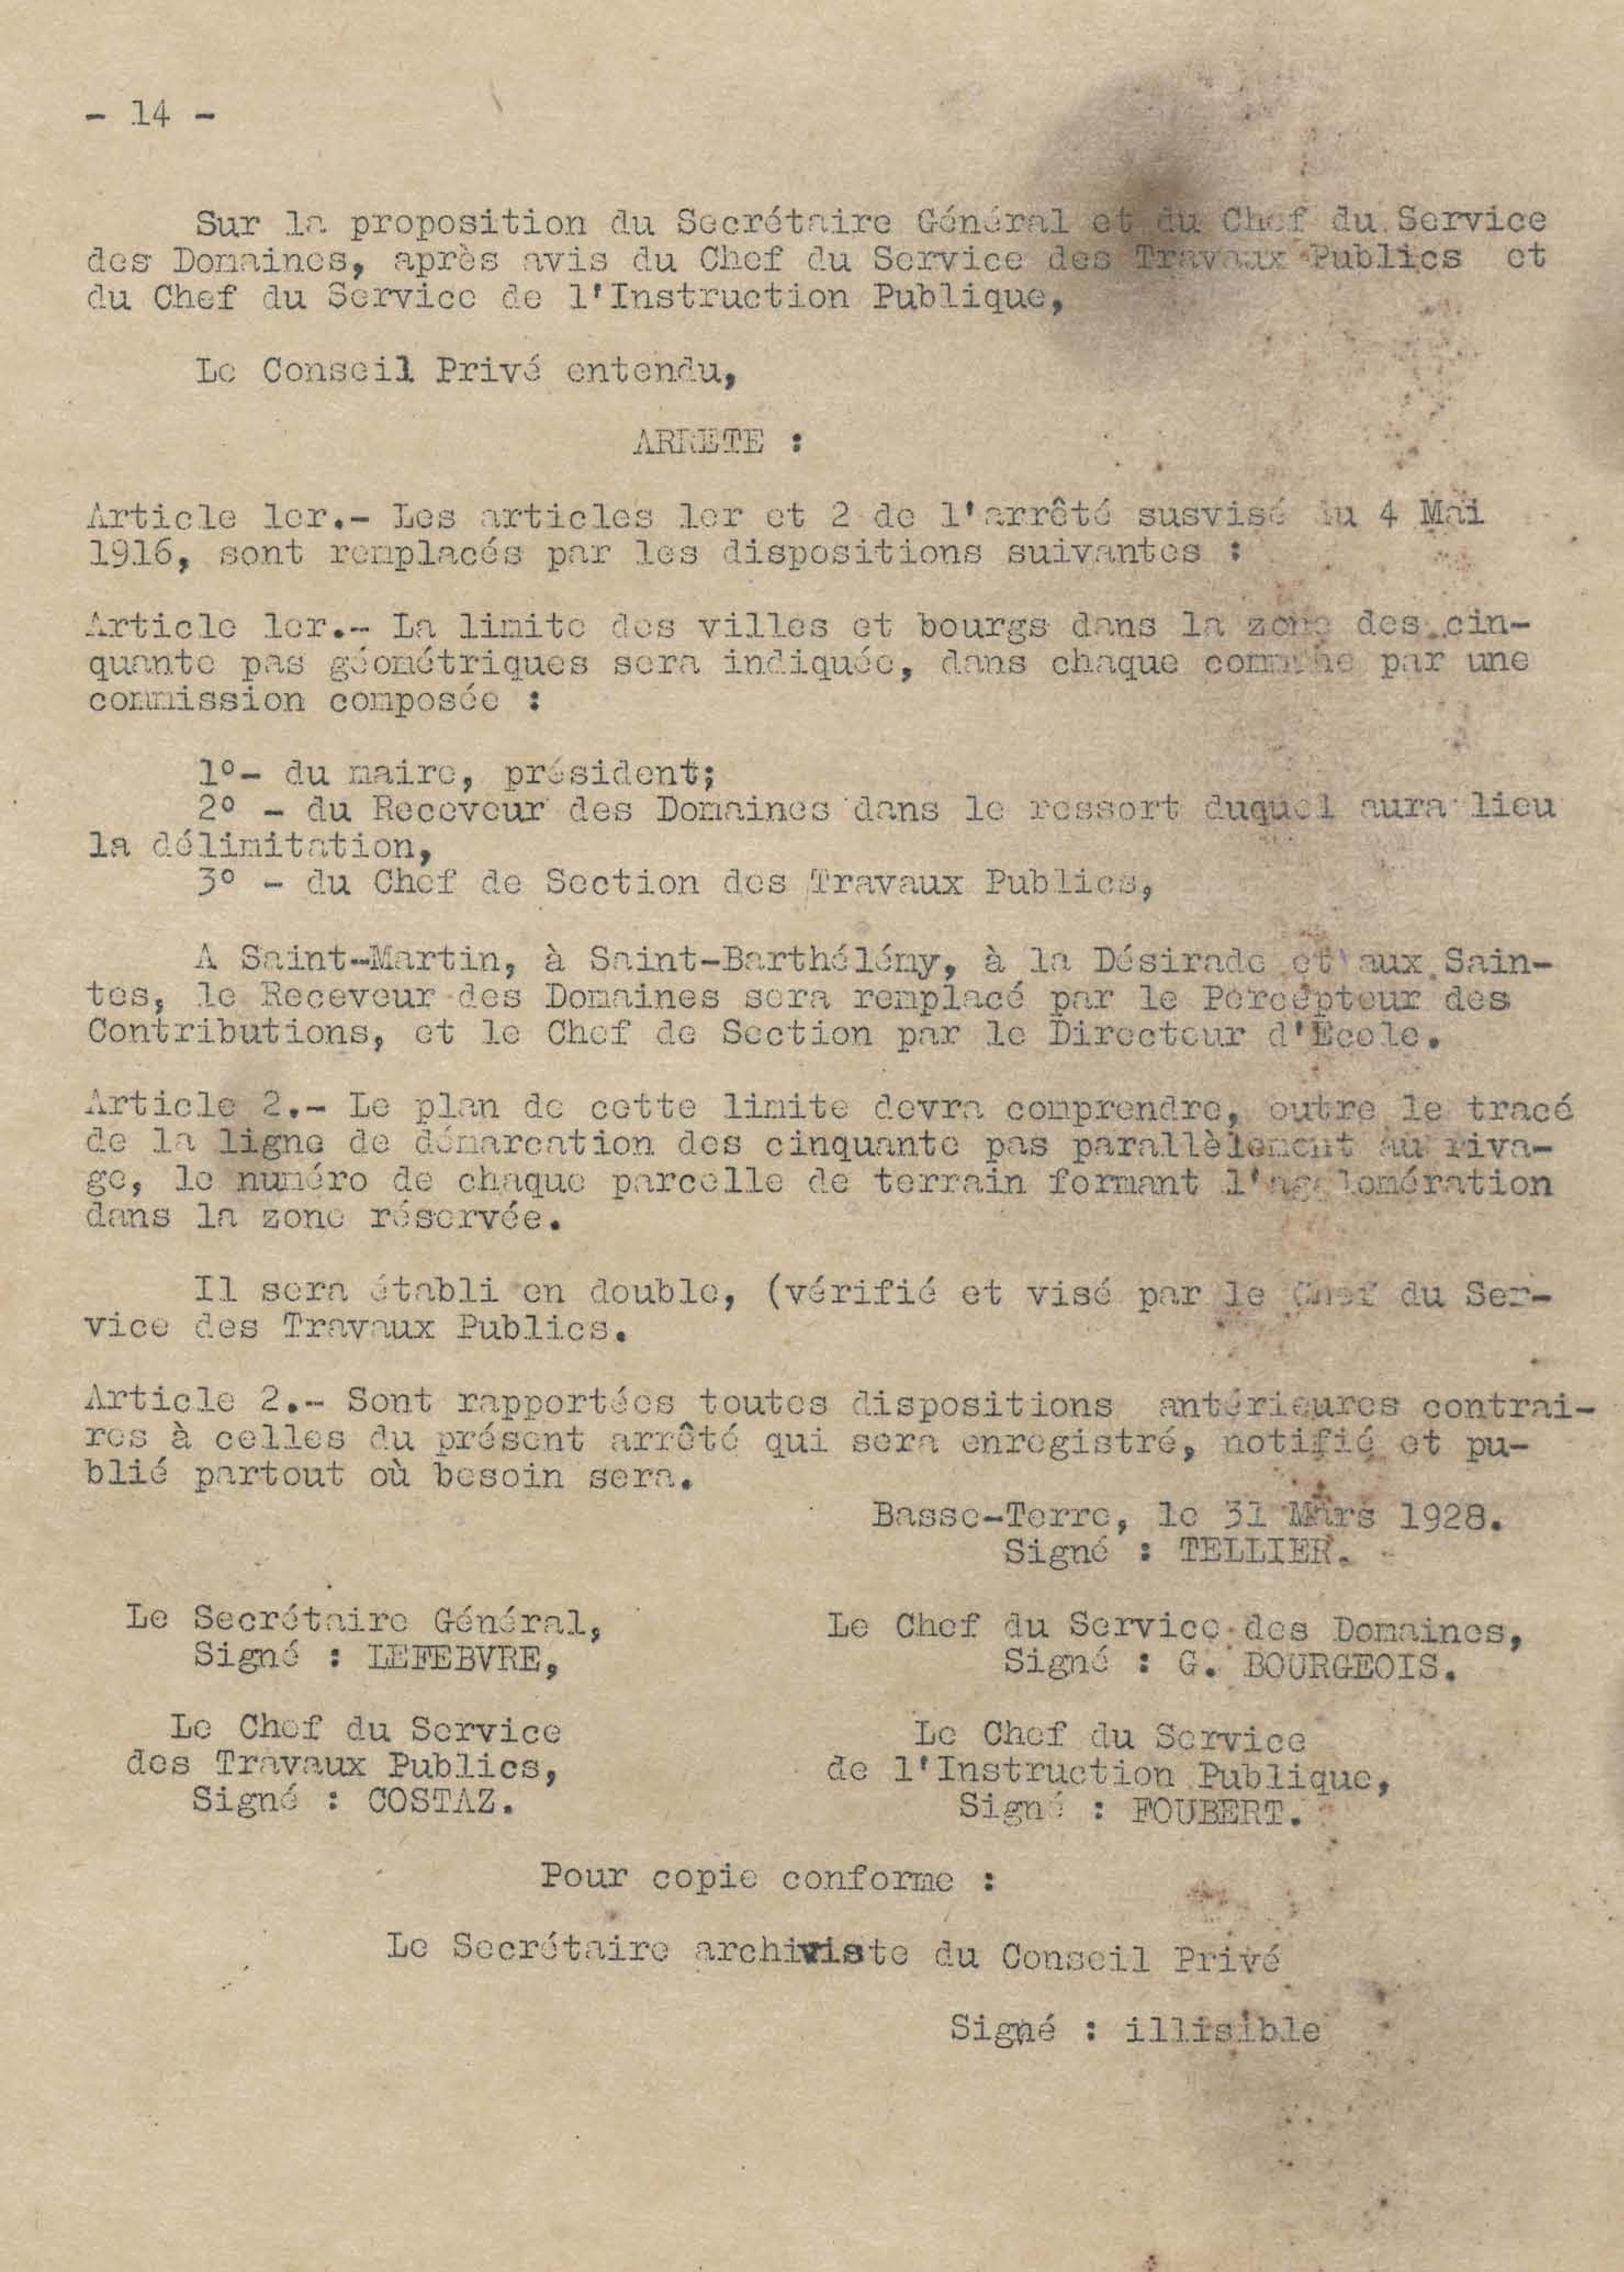 - 14 -
Sur la proposition du Secrétaire Général et du Chef du Service
des Domaines, après avis du Chef du Service des Travaux Publics et
du Chef du Service de l'Instruction Publique,
Le Conseil Privé entendu,
ARRETE :
Article 1er.- Les articles 1er et 2 de l'arrêté susvisé du 4 Mai
1916, sont remplacés par les dispositions suivantes :
Article 1er.- La limite des villes et bourgs dans la zone des cin-
quante pas géométriques sera indiquée, dans chaque commune par une
commission composée :
1°- du maire, président;
2° - du Receveur des Domaines dans le ressort duquel aura lieu
la délimitation,
3° - du Chef de Section des Travaux Publics,
A Saint-Martin, à Saint-Barthélémy, à la Désirade et aux Sain-
tes, le Receveur des Domaines sera remplacé par le Percepteur des
Contributions, et le Chef de Section par le Directeur d'Ecole.
Article 2.- Le plan de cette limite devra comprendre, outre le tracé
de la ligne de démarcation des cinquante pas parallèlement au riva-
ge, le numéro de chaque parcelle de terrain formant l'agglomération
dans la zone réservée.
Il sera établi en double, (vérifié et visé par le Chef du Ser-
vice des Travaux Publics.
Article 2.- Sont rapportées toutes dispositions antérieures contrai-
res à celles du présent arrêté qui sera enregistré, notifié et pu-
blié partout où besoin sera.
Basse-Terre, le 31 Mars 1928.
Signé : TELLIER.
Le Secrétaire Général,
Signé : LEFEBVRE,
Le Chef du Service des Domaines,
Signé : G. BOURGEOIS.
Le Chef du Service
des Travaux Publics,
Signé : COSTAZ.
Le Chef du Service
de l'Instruction Publique,
Signé : FOUBERT.
Pour copie conforme :
Le Secrétaire archiviste du Conseil Privé
Signé : illisible